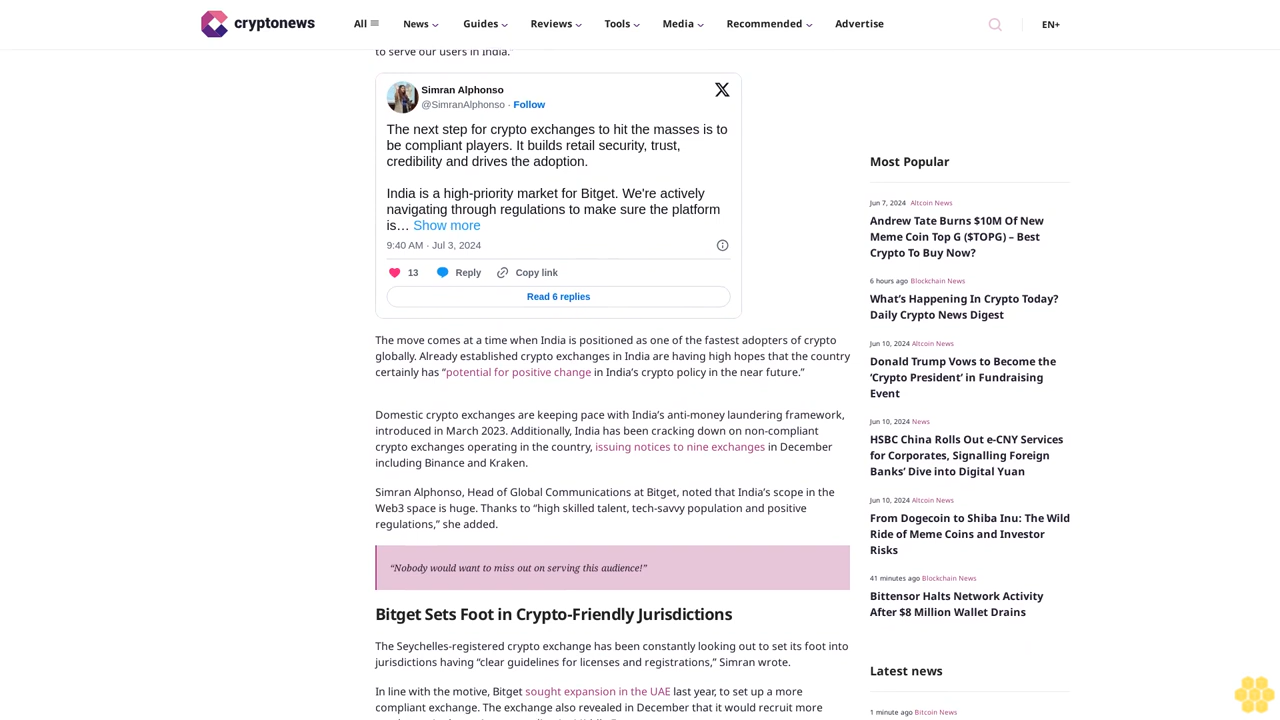 cryptonews
All
News
Guides
Reviews
Tools
Media
Recommended
Advertise
EN+
to serve our users in India.”
Simran Alphonso
@SimranAlphonso · Follow
The next step for crypto exchanges to hit the masses is to
be compliant players. It builds retail security, trust,
credibility and drives the adoption.
India is a high-priority market for Bitget. We're actively
navigating through regulations to make sure the platform
is… Show more
9:40 AM · Jul 3, 2024
13 Reply Copy link
Read 6 replies
The move comes at a time when India is positioned as one of the fastest adopters of crypto
globally. Already established crypto exchanges in India are having high hopes that the country
certainly has “potential for positive change in India’s crypto policy in the near future.”
Domestic crypto exchanges are keeping pace with India’s anti-money laundering framework,
introduced in March 2023. Additionally, India has been cracking down on non-compliant
crypto exchanges operating in the country, issuing notices to nine exchanges in December
including Binance and Kraken.
Simran Alphonso, Head of Global Communications at Bitget, noted that India’s scope in the
Web3 space is huge. Thanks to “high skilled talent, tech-savvy population and positive
regulations,” she added.
“Nobody would want to miss out on serving this audience!”
Bitget Sets Foot in Crypto-Friendly Jurisdictions
The Seychelles-registered crypto exchange has been constantly looking out to set its foot into
jurisdictions having “clear guidelines for licenses and registrations,” Simran wrote.
In line with the motive, Bitget sought expansion in the UAE last year, to set up a more
compliant exchange. The exchange also revealed in December that it would recruit more
Most Popular
Jun 7, 2024 Altcoin News
Andrew Tate Burns $10M Of New
Meme Coin Top G ($TOPG) – Best
Crypto To Buy Now?
6 hours ago Blockchain News
What’s Happening In Crypto Today?
Daily Crypto News Digest
Jun 10, 2024 Altcoin News
Donald Trump Vows to Become the
‘Crypto President’ in Fundraising
Event
Jun 10, 2024 News
HSBC China Rolls Out e-CNY Services
for Corporates, Signalling Foreign
Banks’ Dive into Digital Yuan
Jun 10, 2024 Altcoin News
From Dogecoin to Shiba Inu: The Wild
Ride of Meme Coins and Investor
Risks
41 minutes ago Blockchain News
Bittensor Halts Network Activity
After $8 Million Wallet Drains
Latest news
1 minute ago Bitcoin News